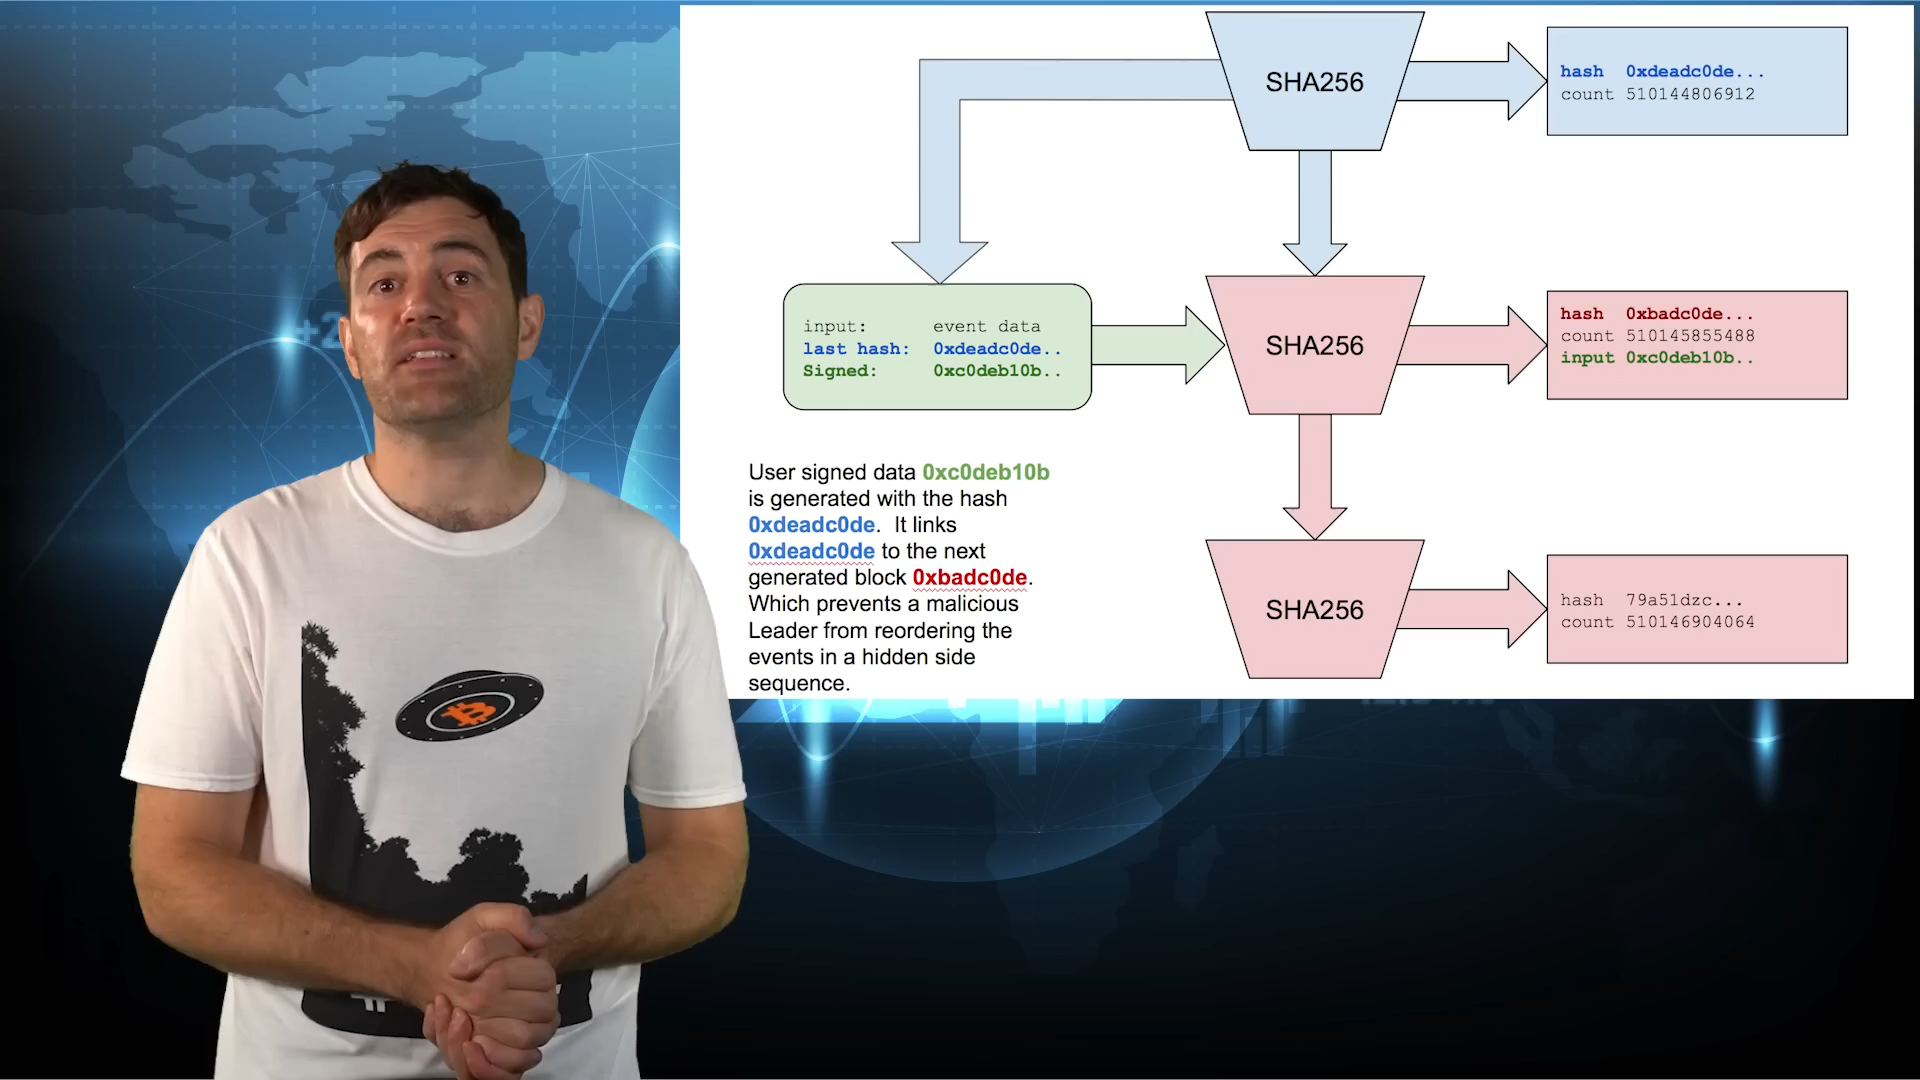 SHA256
hash 0xdeadc0de...
count 510144806912
input: event data
last hash: 0xdeadc0de..
Signed: 0xc0deb10b..
SHA256
hash 0xbadc0de...
count 510145855488
input 0xc0deb10b..
User signed data 0xc0deb10b
is generated with the hash
0xdeadc0de. It links
0xdeadc0de to the next
generated block 0xbadc0de.
Which prevents a malicious
Leader from reordering the
events in a hidden side
sequence.
SHA256
hash 79a51dzc...
count 510146904064
+2